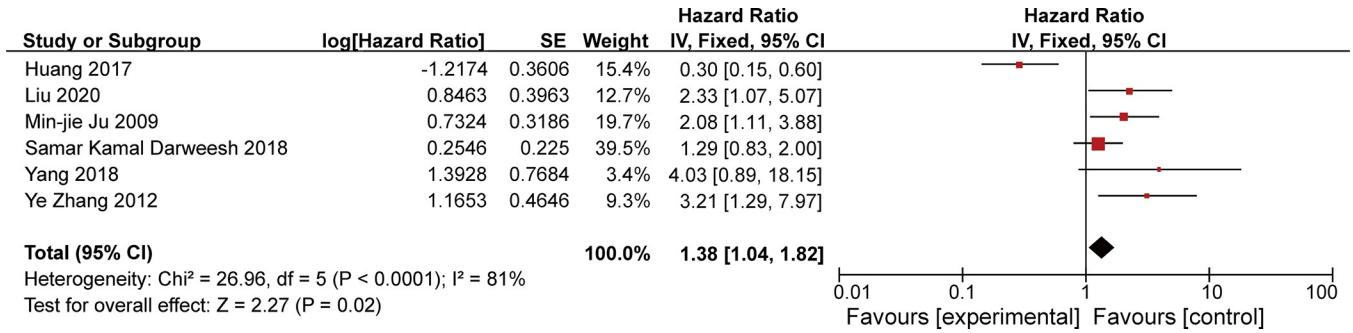 Hazard Ratio Hazard Ratio
Study or Subgroup log[Hazard Ratio] SE Weight IV, Fixed, 95% CI IV, Fixed, 95% CI
Huang 2017 -1.2174 0.3606 15.4% 0.30 [0.15, 0.60]
Liu 2020 0.8463 0.3963 12.7% 2.33 [1.07, 5.07]
Min-jie Ju 2009 0.7324 0.3186 19.7% 2.08 [1.11, 3.88]
Samar Kamal Darweesh 2018 0.2546 0.225 39.5% 1.29 [0.83, 2.00]
Yang 2018 1.3928 0.7684 3.4% 4.03 [0.89, 18.15]
Ye Zhang 2012 1.1653 0.4646 9.3% 3.21 [1.29, 7.97]
Total (95% CI) 100.0% 1.38 [1.04, 1.82]
Heterogeneity: Chi² = 26.96, df = 5 (P < 0.0001); I² = 81%
Test for overall effect: Z = 2.27 (P = 0.02)
0.01 0.1 1 10 100
Favours [experimental] Favours [control]